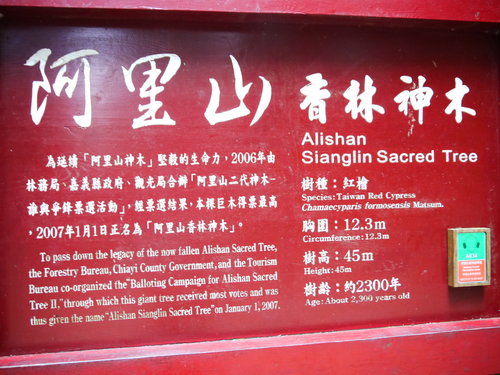 阿里山 香林神木
Alishan
Sianglin Sacred Tree
為延續「阿里山神木」堅毅的生命力，2006年由
林務局、嘉義縣政府、觀光局合辦「阿里山二代神木-
誰與爭鋒票選活動」，經票選結果，本棵巨木得票最高，
2007年1月1日正名為「阿里山香林神木」。
To pass down the legacy of the now fallen Alishan Sacred Tree,
the Forestry Bureau, Chiayi County Government, and the Tourism
Bureau co-organized the "Balloting Campaign for Alishan Sacred
Tree II," through which this giant tree received most votes and was
thus given the name "Alishan Sianglin Sacred Tree" on January 1, 2007.
樹種：紅檜
Species:Taiwan Red Cypress
Chamaecyparis formosensis Matsum.
胸圍：12.3m
Circumference:12.3m
樹高：45m
Height:45m
樹齡：約2300年
Age: About 2,300 years old